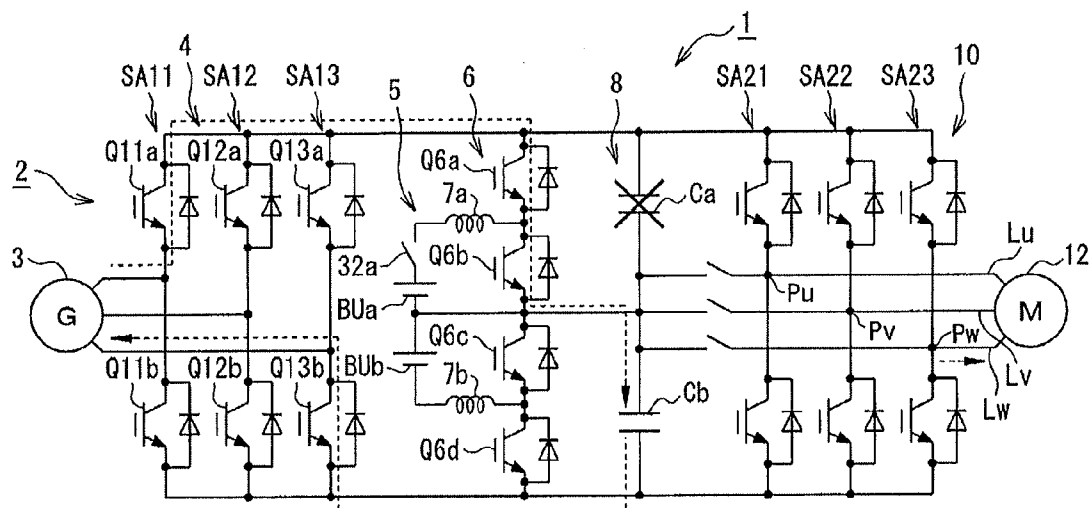 1
4
SA11
SA12
SA13
5
6
8
SA21
SA22
SA23
10
Q11a
Q12a
Q13a
Q6a
2
7a
Ca
32a
Q6b
Lu
12
3
BUa
Pu
G
M
Pv
Pw
Q6c
BUb
7b
Lv
Q11b
Q12b
Q13b
Cb
Lw
Q6d